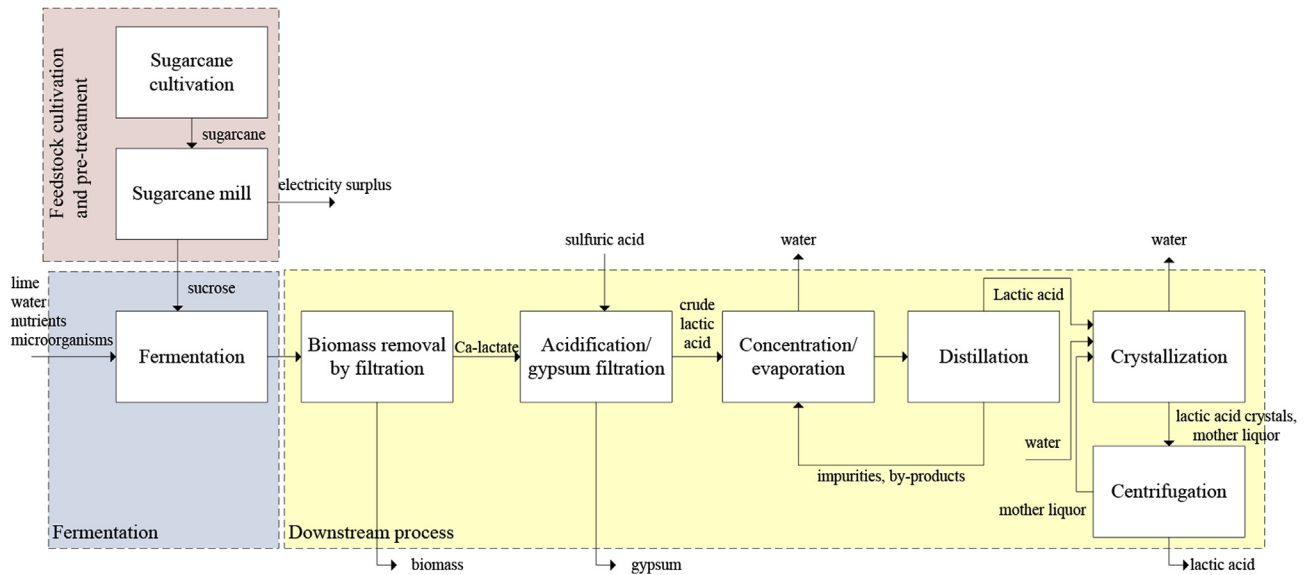 Feedstock cultivation
and pre-treatment
Sugarcane
cultivation
sugarcane
Sugarcane mill
electricity surplus
sucrose
lime
water
nutrients
microorganisms
Fermentation
Fermentation
Biomass removal
by filtration
Ca-lactate
sulfuric acid
Acidification/
gypsum filtration
crude
lactic
acid
water
Concentration/
evaporation
Distillation
impurities, by-products
Lactic acid
water
Crystallization
water
lactic acid crystals,
mother liquor
Centrifugation
mother liquor
Downstream process
biomass
gypsum
lactic acid